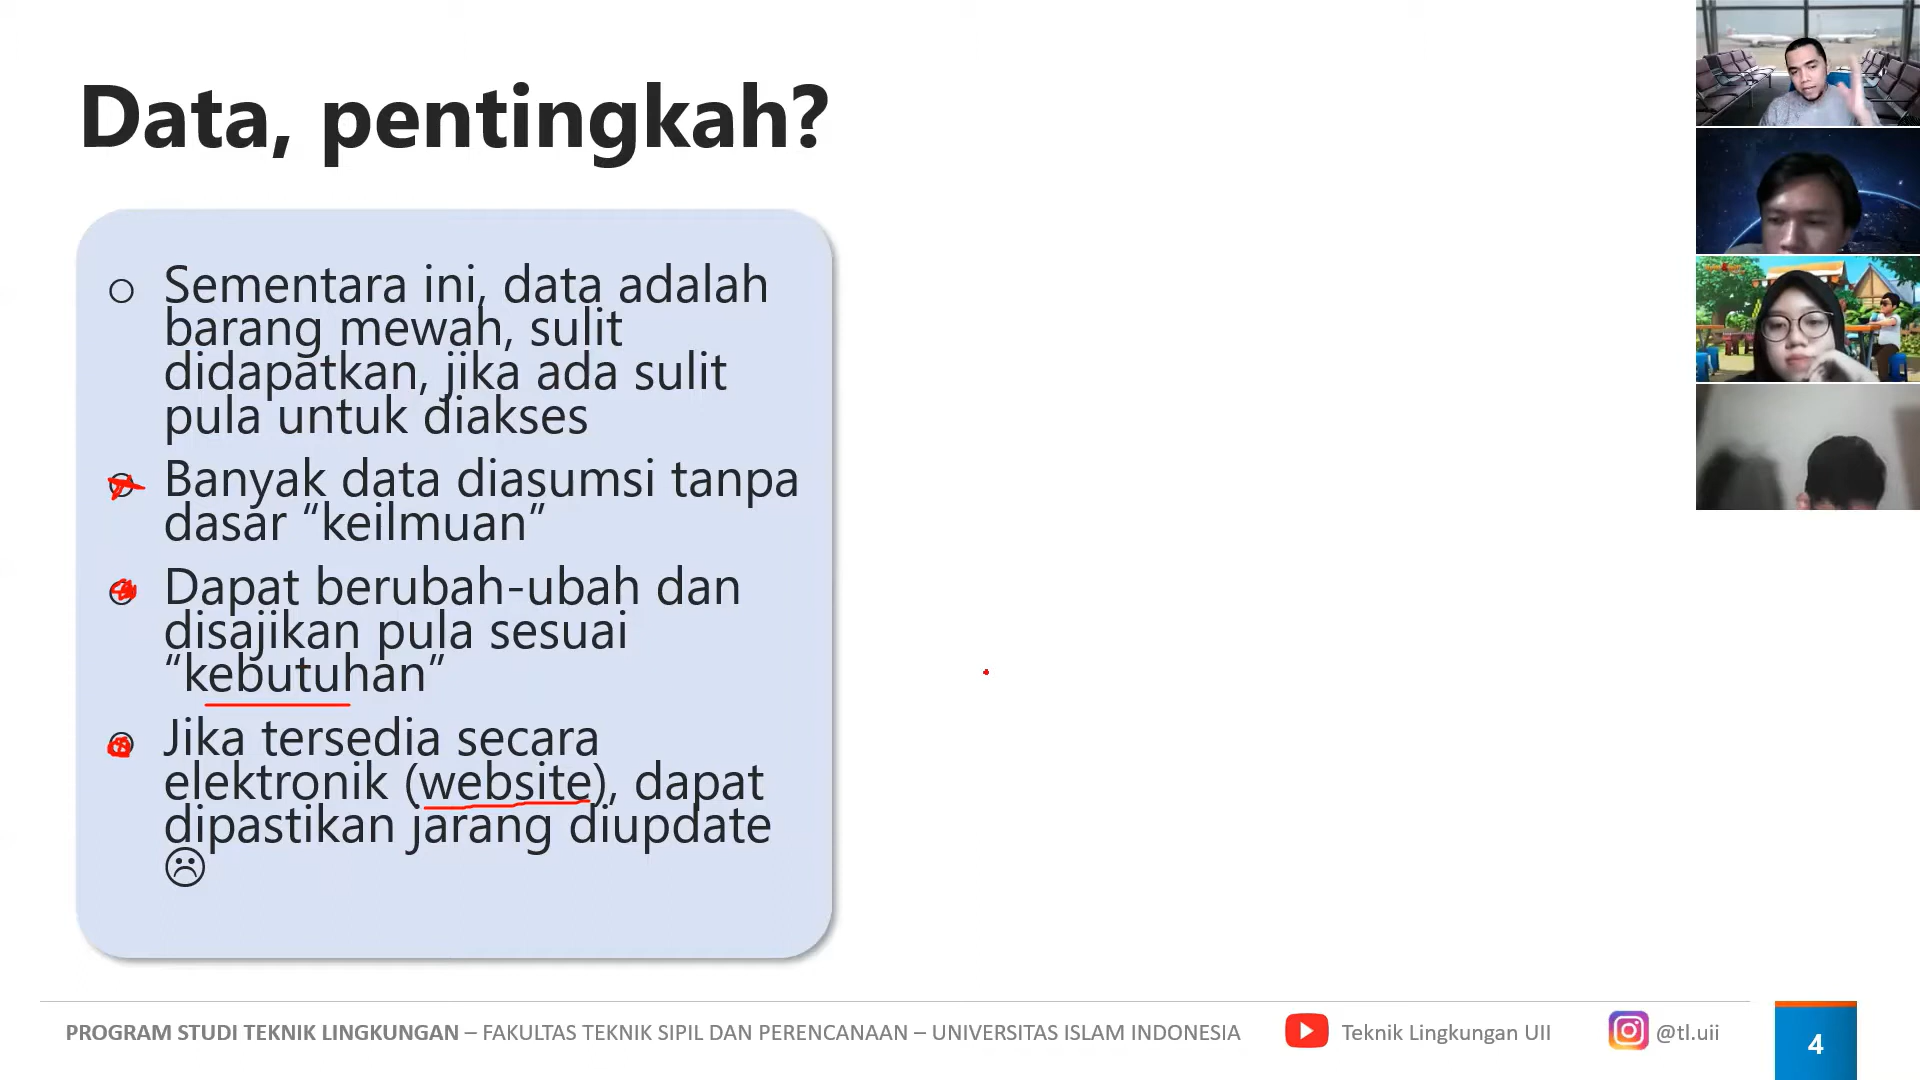 Data, pentingkah?
Sementara ini, data adalah
barang mewah, sulit
didapatkan, jika ada sulit
pula untuk diakses
Banyak data diasumsi tanpa
dasar “keilmuan”
Dapat berubah-ubah dan
disajikan pula sesuai
“kebutuhan”
Jika tersedia secara
elektronik (website), dapat
dipastikan jarang diupdate
☹
PROGRAM STUDI TEKNIK LINGKUNGAN – FAKULTAS TEKNIK SIPIL DAN PERENCANAAN – UNIVERSITAS ISLAM INDONESIA
Teknik Lingkungan UII
@tl.uii
4